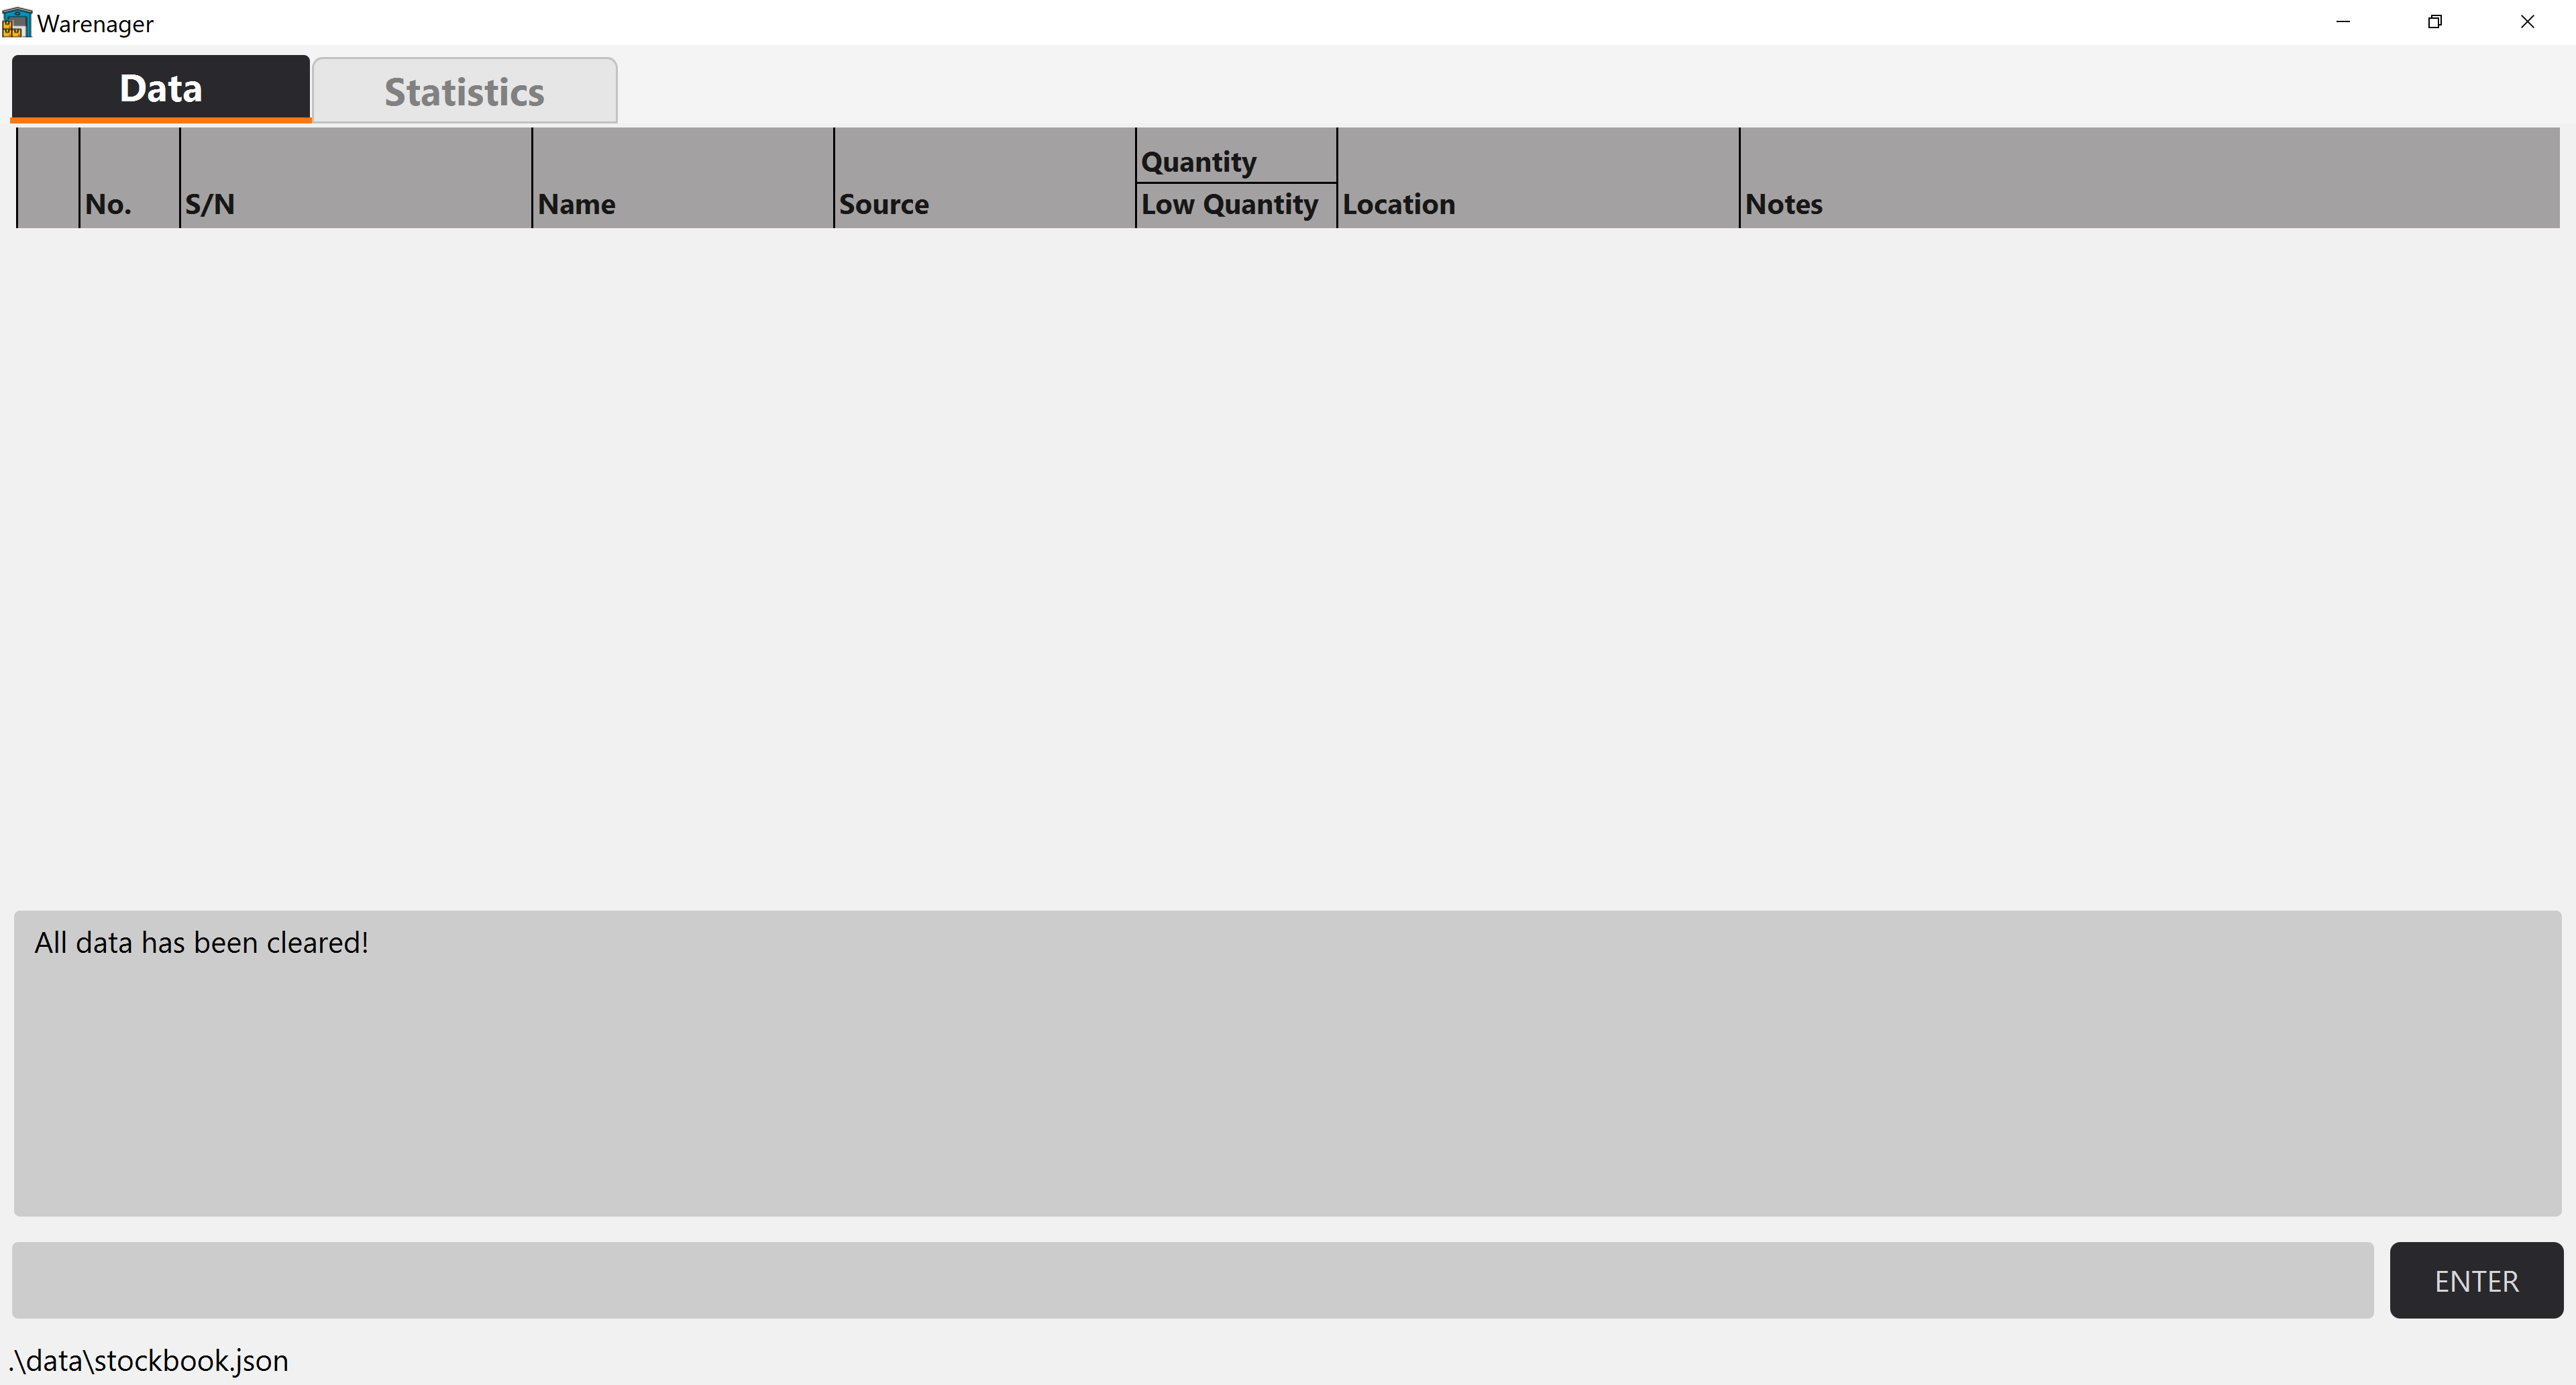 Warenager
Data
Statistics
No.
S/N
Name
Source
Quantity
Low Quantity
Location
Notes
All data has been cleared!
ENTER
.\data\stockbook.json